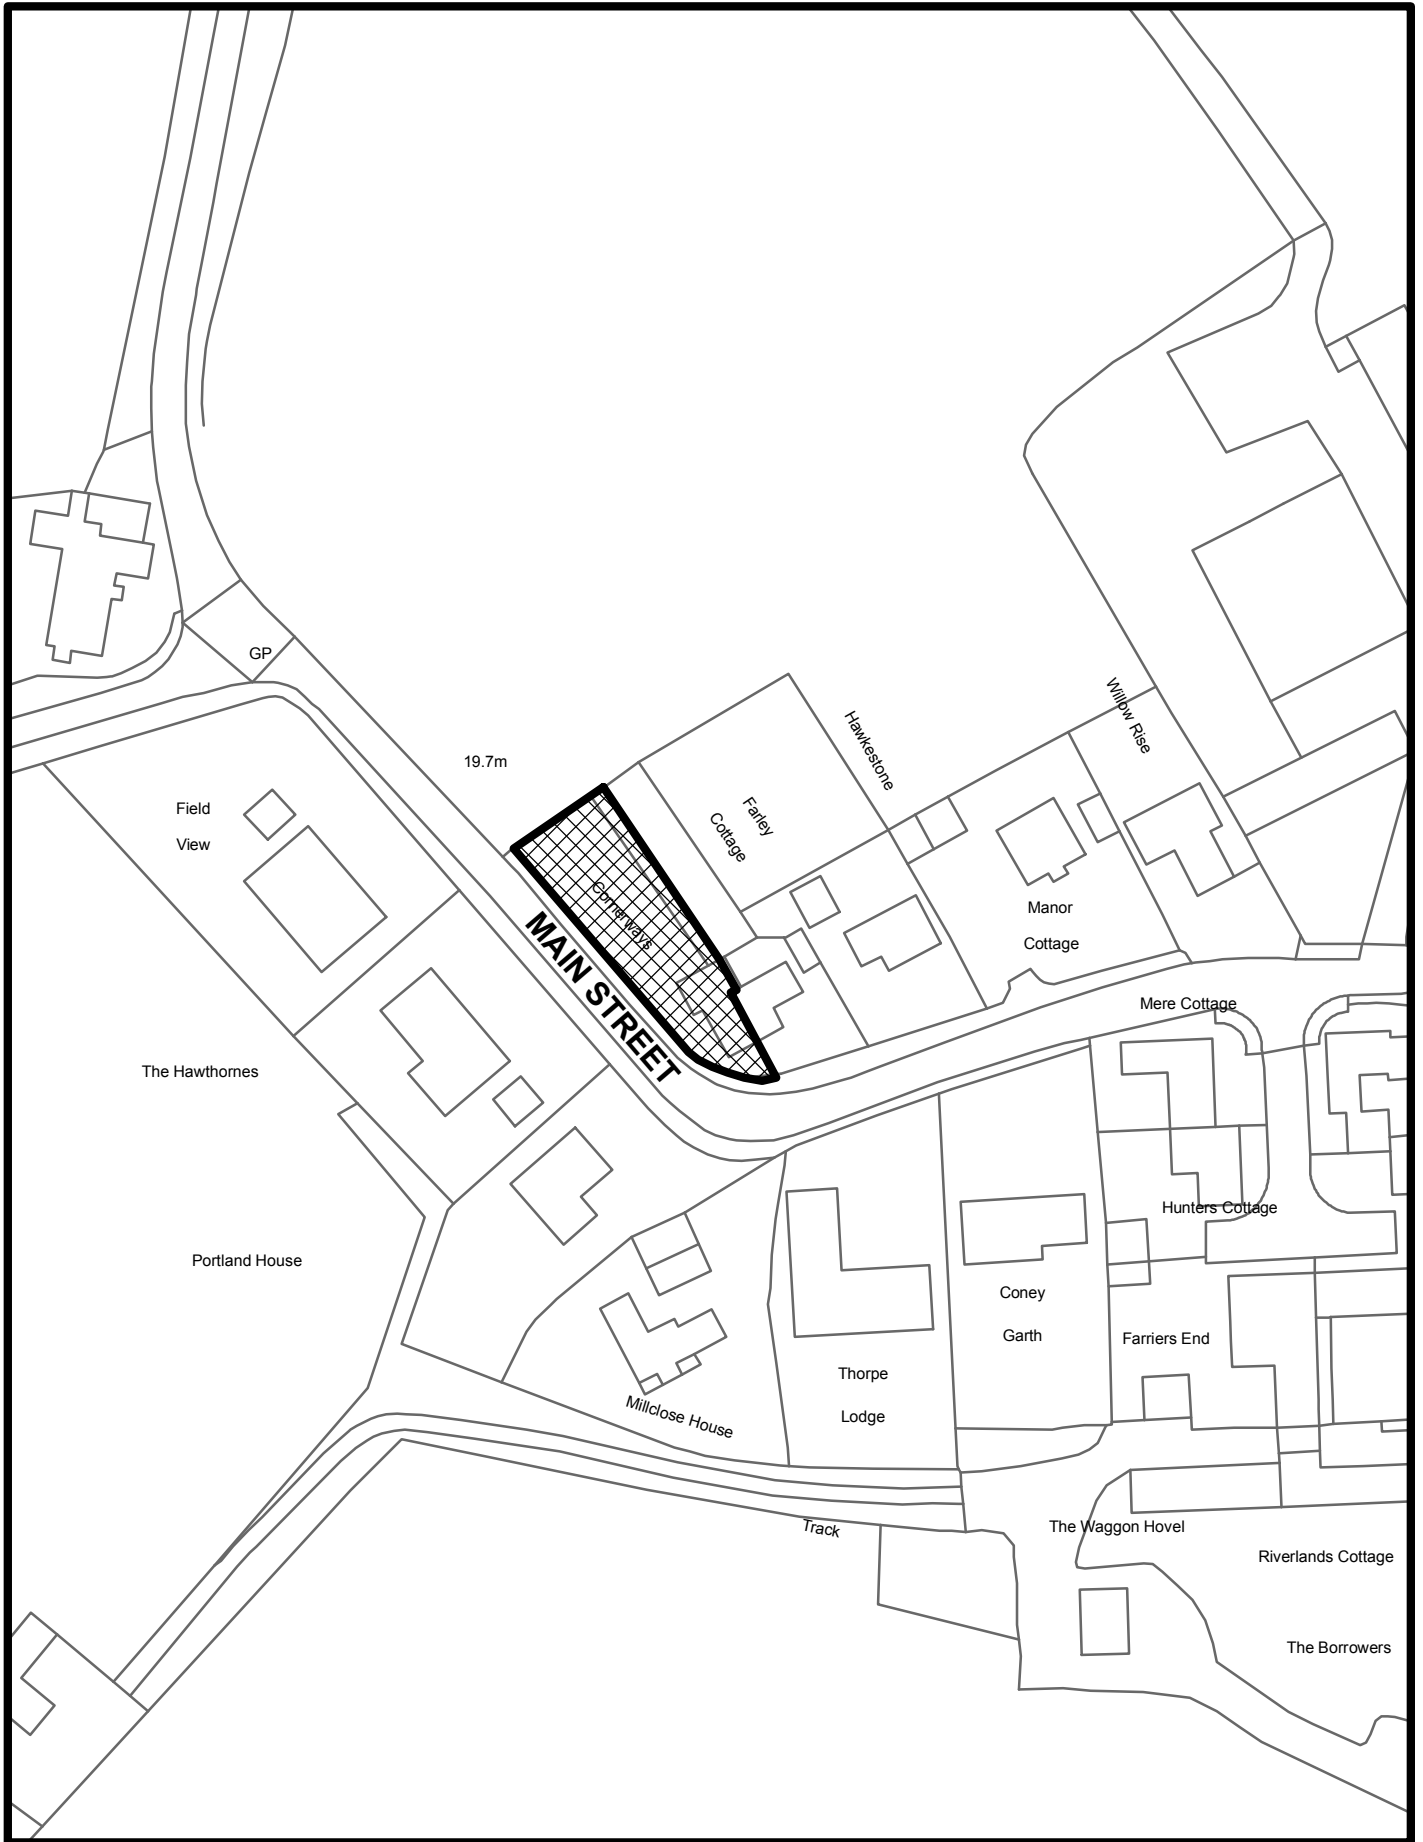 GP
Willow Rise
Hawkestone
19.7m
Field
View
Farley
Cottage
Cornerways
Manor
Cottage
MAIN STREET
Mere Cottage
The Hawthornes
Hunters Cottage
Portland House
Coney
Garth
Farriers End
Thorpe
Lodge
Millclose House
Track
The Waggon Hovel
Riverlands Cottage
The Borrowers